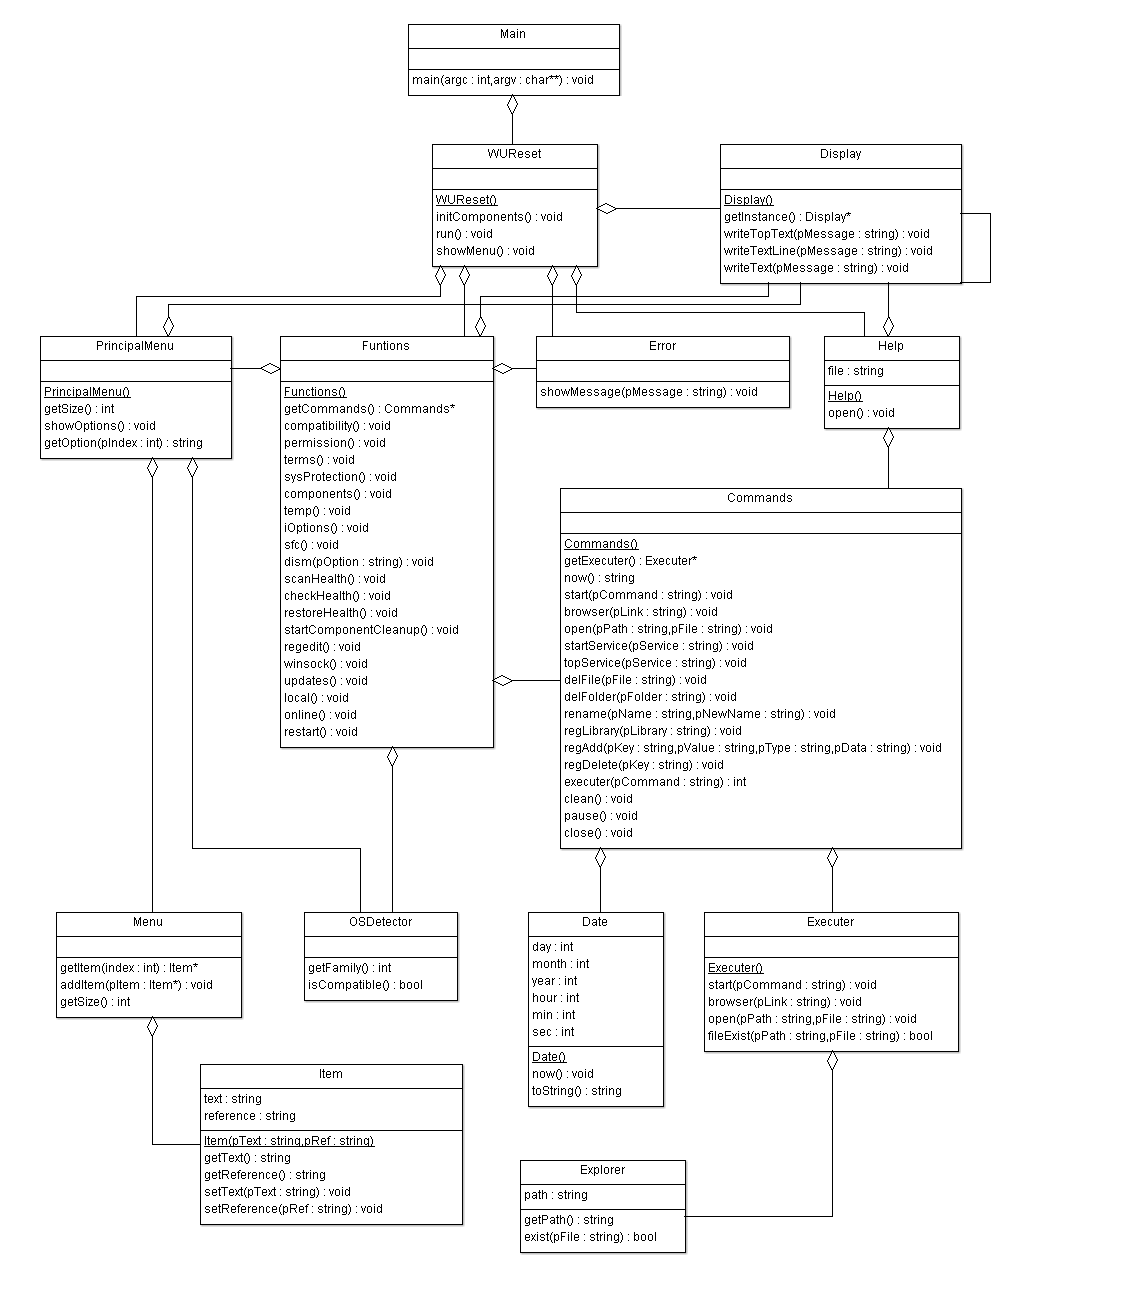 Main
main(argc : int,argv : char**) : void
WUReset
WUReset()
initComponents() : void
run() : void
showMenu() : void
Display
Display()
getInstance() : Display*
writeTopText(pMessage : string) : void
writeTextLine(pMessage : string) : void
writeText(pMessage : string) : void
PrincipalMenu
PrincipalMenu()
getSize() : int
showOptions() : void
getOption(pIndex : int) : string
Funtions
Functions()
getCommands() : Commands*
compatibility() : void
permission() : void
terms() : void
sysProtection() : void
components() : void
temp() : void
iOptions() : void
sfc() : void
dism(pOption : string) : void
scanHealth() : void
checkHealth() : void
restoreHealth() : void
startComponentCleanup() : void
regedit() : void
winsock() : void
updates() : void
local() : void
online() : void
restart() : void
Error
showMessage(pMessage : string) : void
Help
file : string
Help()
open() : void
Commands
Commands()
getExecuter() : Executer*
now() : string
start(pCommand : string) : void
browser(pLink : string) : void
open(pPath : string,pFile : string) : void
startService(pService : string) : void
topService(pService : string) : void
delFile(pFile : string) : void
delFolder(pFolder : string) : void
rename(pName : string,pNewName : string) : void
regLibrary(pLibrary : string) : void
regAdd(pKey : string,pValue : string,pType : string,pData : string) : void
regDelete(pKey : string) : void
executer(pCommand : string) : int
clean() : void
pause() : void
close() : void
Menu
getItem(index : int) : Item*
addItem(pItem : Item*) : void
getSize() : int
OSDetector
getFamily() : int
isCompatible() : bool
Date
day : int
month : int
year : int
hour : int
min : int
sec : int
Date()
now() : void
toString() : string
Executer
Executer()
start(pCommand : string) : void
browser(pLink : string) : void
open(pPath : string,pFile : string) : void
fileExist(pPath : string,pFile : string) : bool
Item
text : string
reference : string
Item(pText : string,pRef : string)
getText() : string
getReference() : string
setText(pText : string) : void
setReference(pRef : string) : void
Explorer
path : string
getPath() : string
exist(pFile : string) : bool